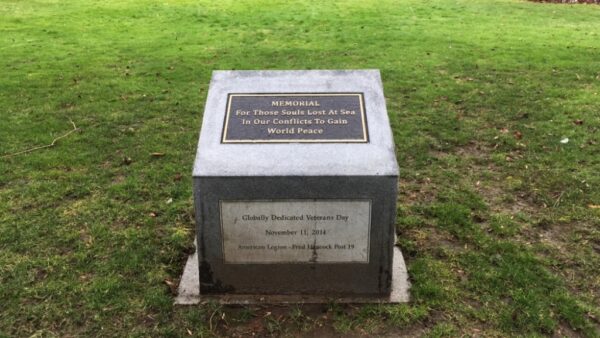 MEMORIAL
For Those Souls Lost At Sea
In Our Conflicts To Gain
World Peace
Globally Dedicated Veterans Day
November 11, 2014
American Legion - Fred Hancock Post 19